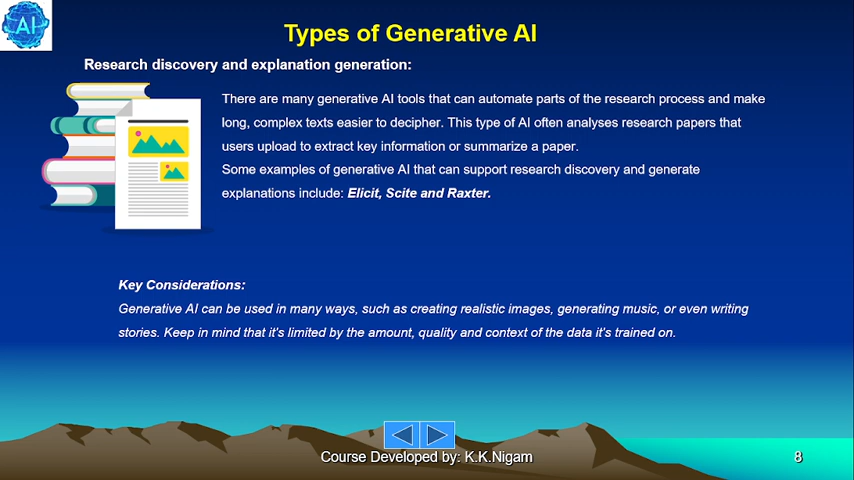 AI
Types of Generative AI
Research discovery and explanation generation:
There are many generative AI tools that can automate parts of the research process and make
long, complex texts easier to decipher. This type of AI often analyses research papers that
users upload to extract key information or summarize a paper.
Some examples of generative AI that can support research discovery and generate
explanations include: Elicit, Scite and Raxter.
Key Considerations:
Generative AI can be used in many ways, such as creating realistic images, generating music, or even writing
stories. Keep in mind that it's limited by the amount, quality and context of the data it's trained on.
Course Developed by: K.K.Nigam
8